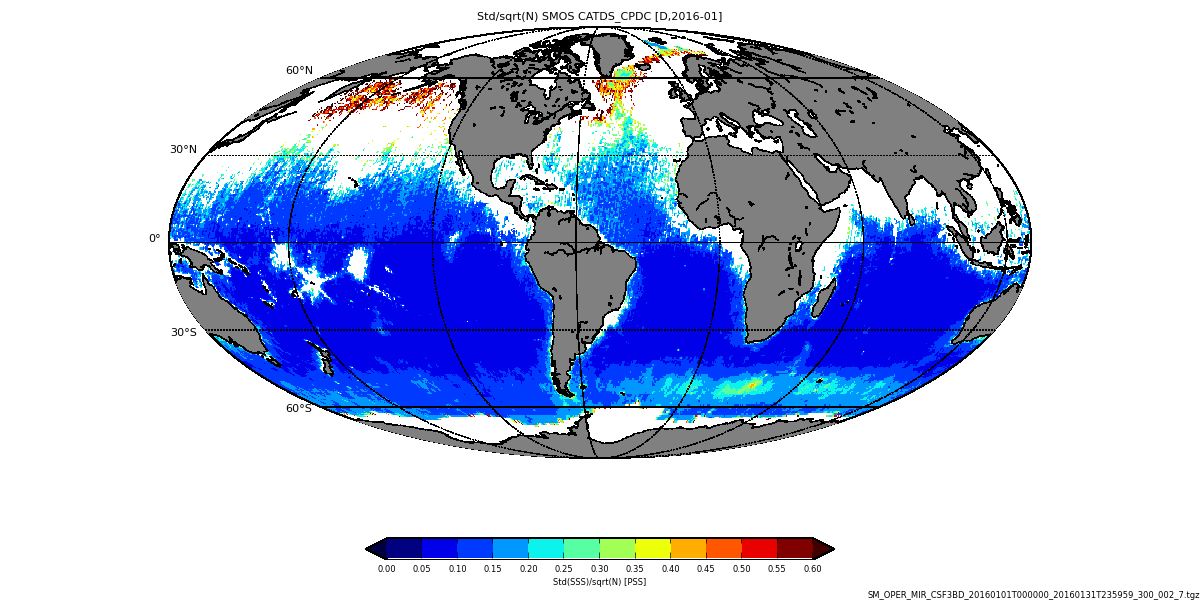 Std/sqrt(N) SMOS CATDS_CPDC [D,2016-01]
60°N
30°N
0°
30°S
60°S
0.00 0.05 0.10 0.15 0.20 0.25 0.30 0.35 0.40 0.45 0.50 0.55 0.60
Std(SSS)/sqrt(N) [PSS]
SM_OPER_MIR_CSF3BD_20160101T000000_20160131T235959_300_002_7.tgz